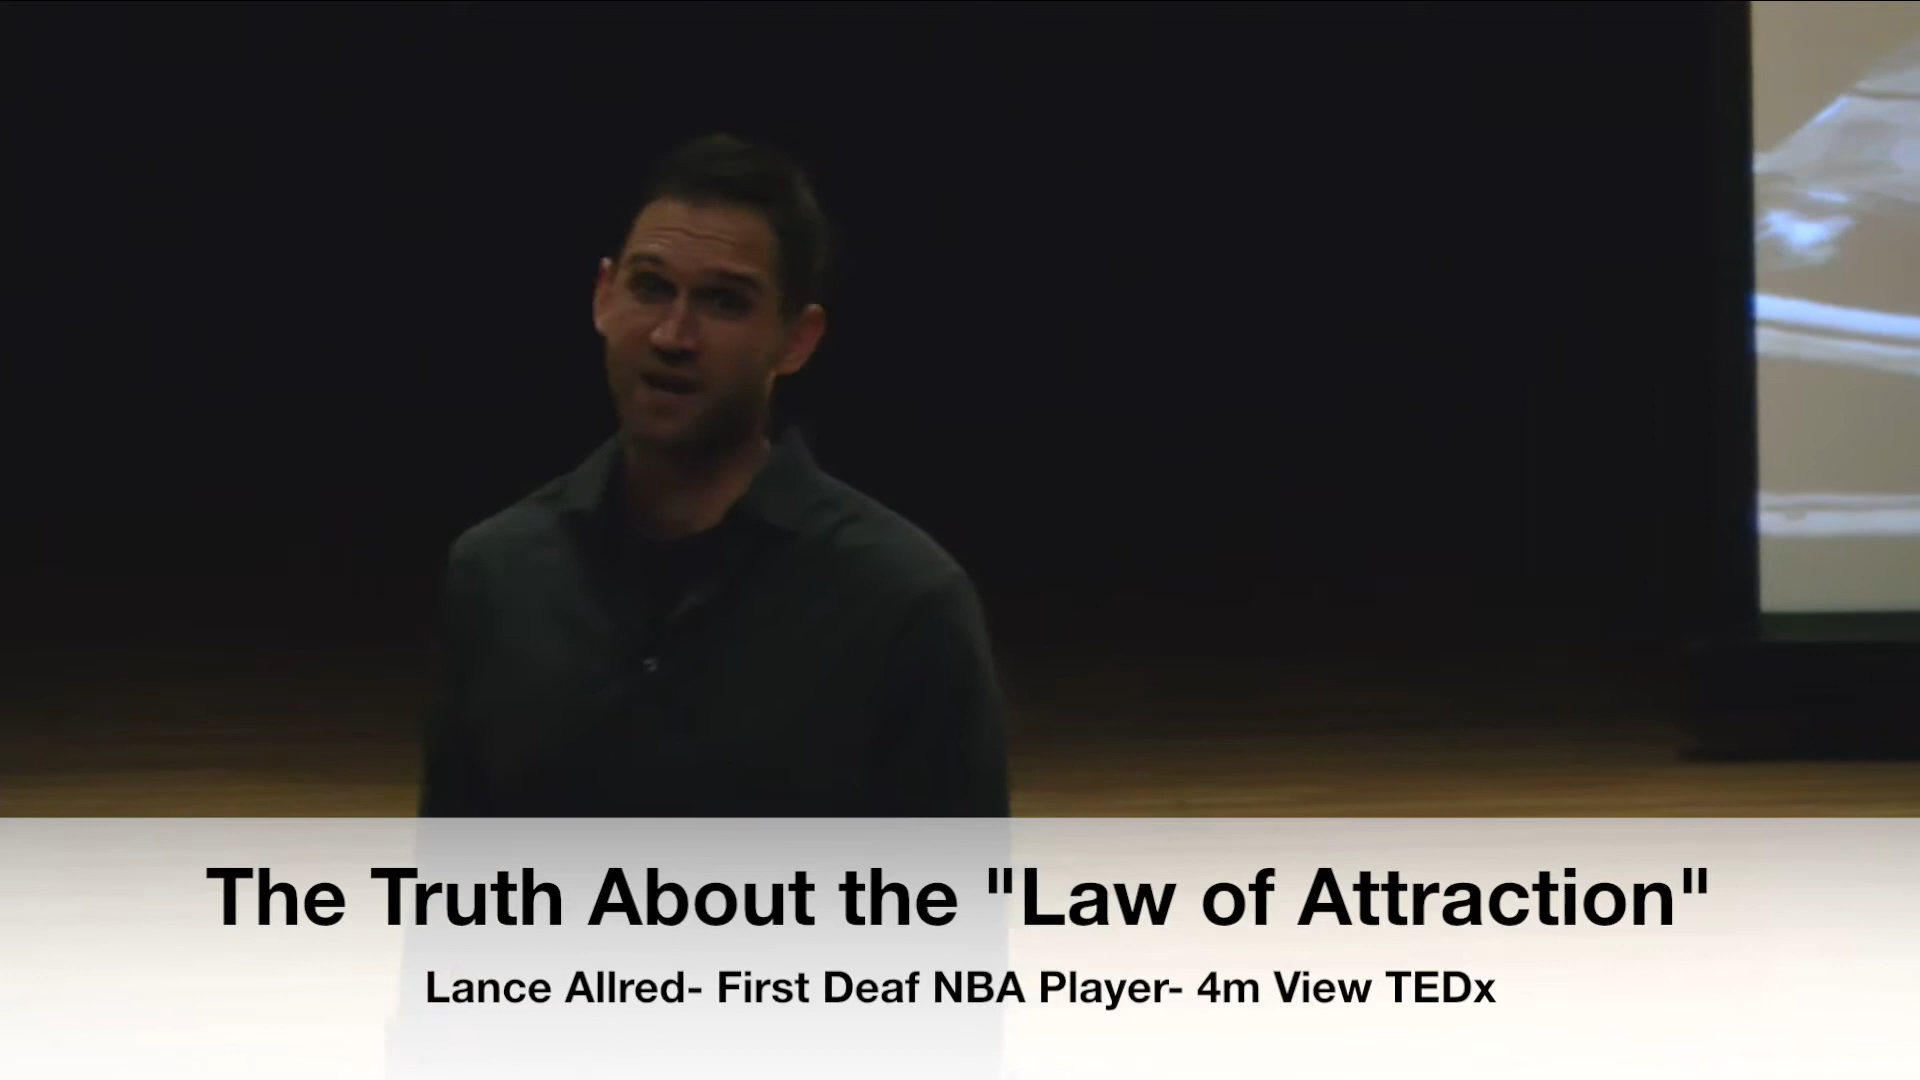 The Truth About the "Law of Attraction"
Lance Allred- First Deaf NBA Player- 4m View TEDx